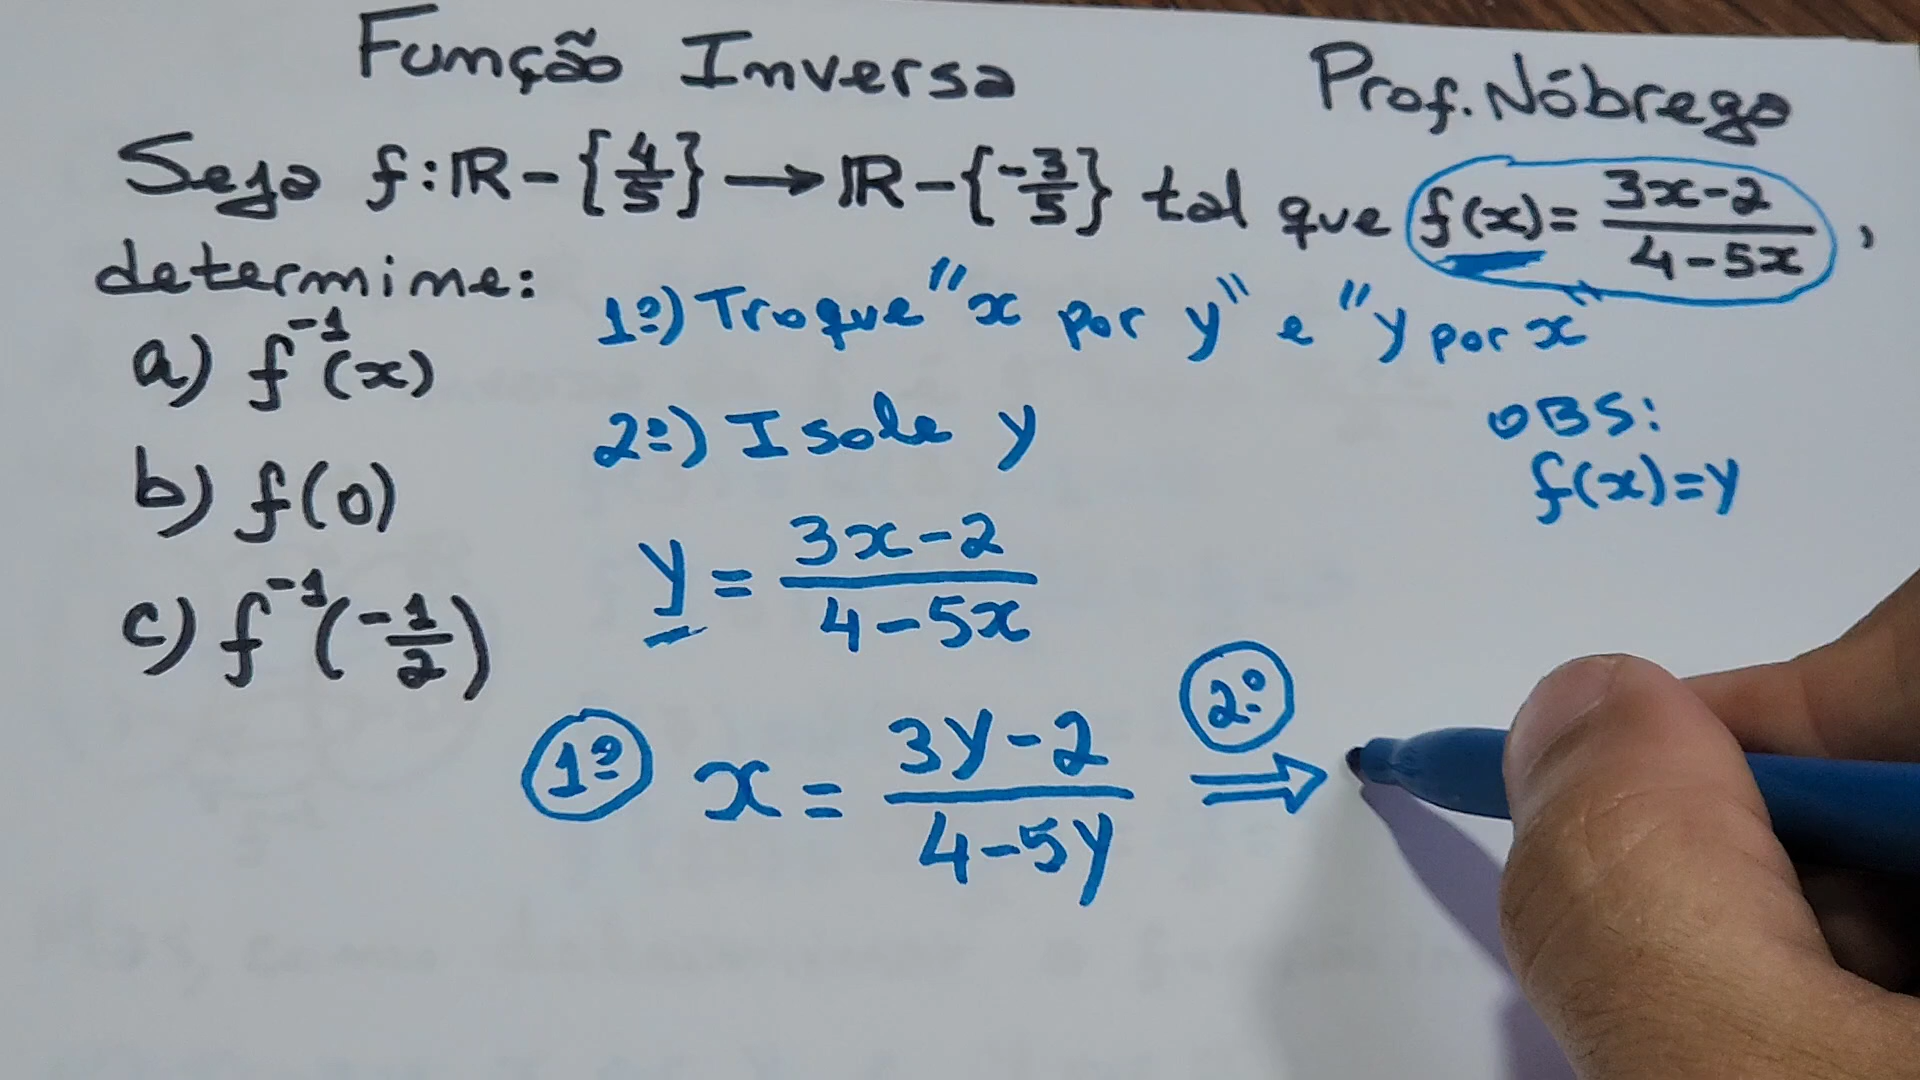 Função Inversa
Prof. Nóbrega
Seja f:ℝ-{4/5}→ℝ-{-3/5} tal que f(x)=(3x-2)/(4-5x),
determine:
1º) Troque "x por y" e "y por x"
a) f⁻¹(x)
2º) Isole y
OBS:
f(x)=y
b) f(0)
y=(3x-2)/(4-5x)
c) f⁻¹(-1/2)
1º x=(3y-2)/(4-5y) 2º ⇒